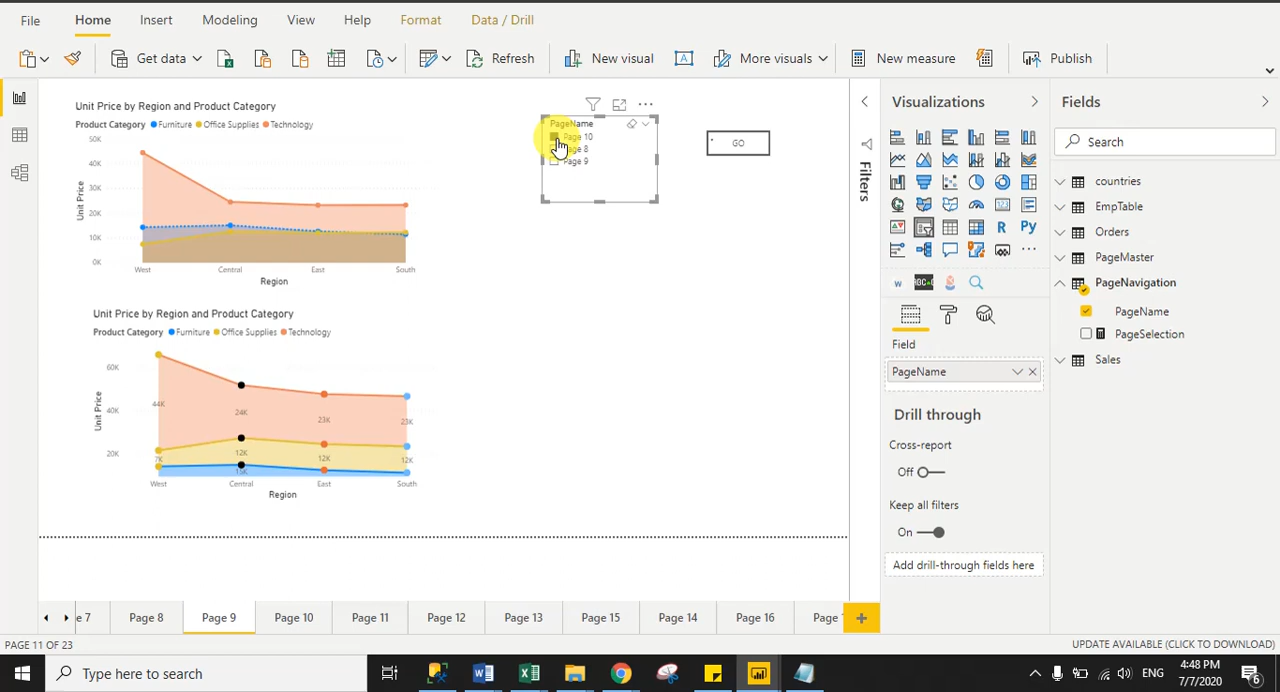 File Home Insert Modeling View Help Format Data / Drill
Get data Refresh New visual More visuals New measure Publish
Unit Price by Region and Product Category
Product Category Furniture Office Supplies Technology
50K
40K
30K
20K
10K
0K
Unit Price
West Central East South
Region
Unit Price by Region and Product Category
Product Category Furniture Office Supplies Technology
60K
40K
20K
Unit Price
44K 24K 23K 23K
7K 12K 12K 12K
15K
West Central East South
Region
PageName
Page 10
Page 8
Page 9
GO
Filters
Visualizations
R Py
Field
PageName
Drill through
Cross-report
Off
Keep all filters
On
Add drill-through fields here
Fields
Search
countries
EmpTable
Orders
PageMaster
PageNavigation
PageName
PageSelection
Sales
e 7 Page 8 Page 9 Page 10 Page 11 Page 12 Page 13 Page 15 Page 14 Page 16 Page
PAGE 11 OF 23
UPDATE AVAILABLE (CLICK TO DOWNLOAD)
Type here to search
ENG
4:48 PM
7/7/2020
6